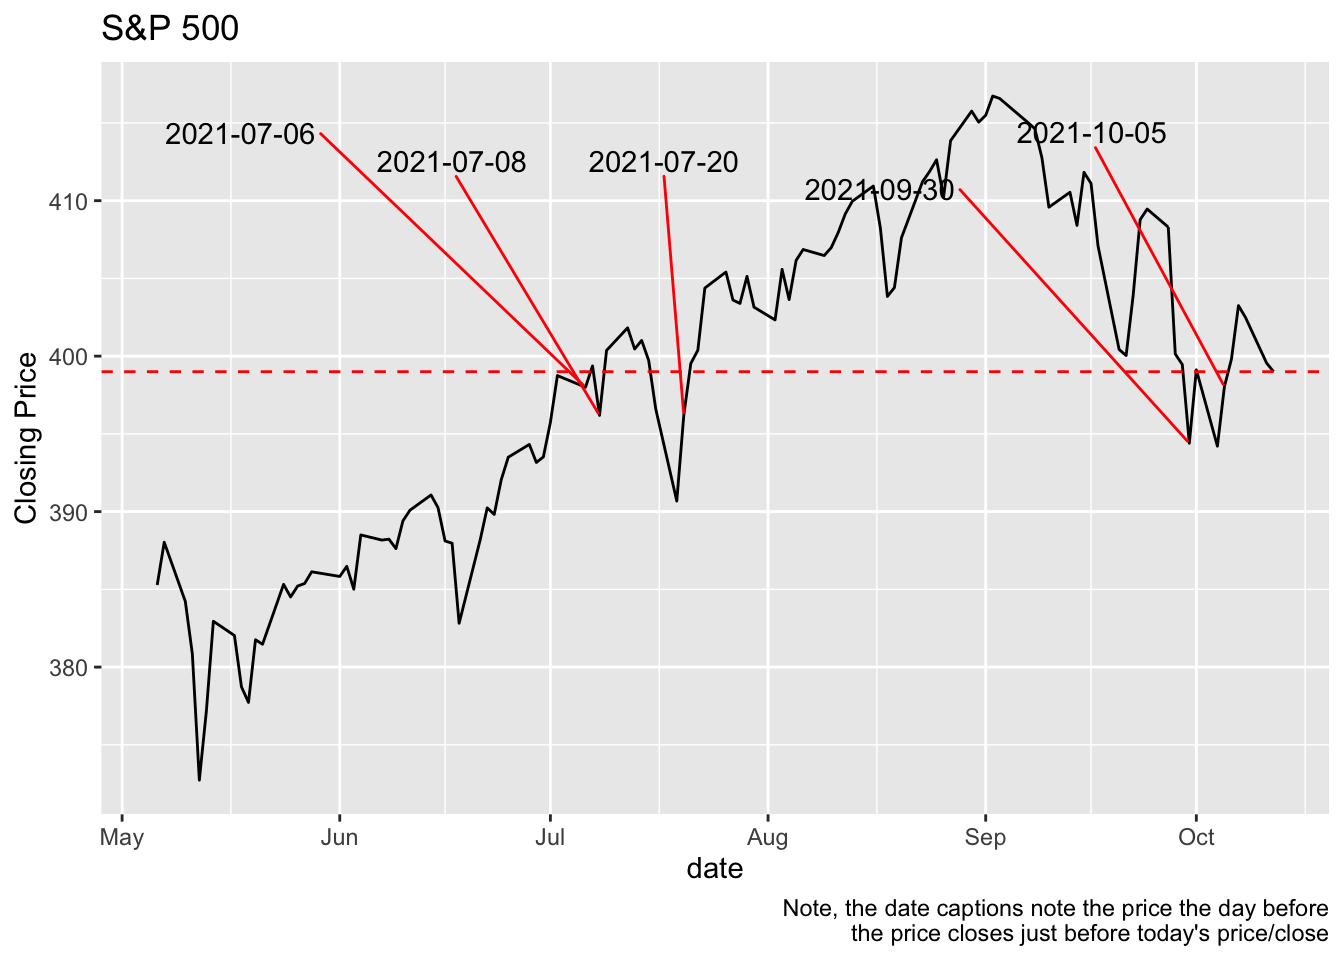 S&P 500
2021-07-06
2021-07-08
2021-07-20
2021-09-30
2021-10-05
Closing Price
410
400
390
380
May
Jun
Jul
Aug
Sep
Oct
date
Note, the date captions note the price the day before
the price closes just before today's price/close